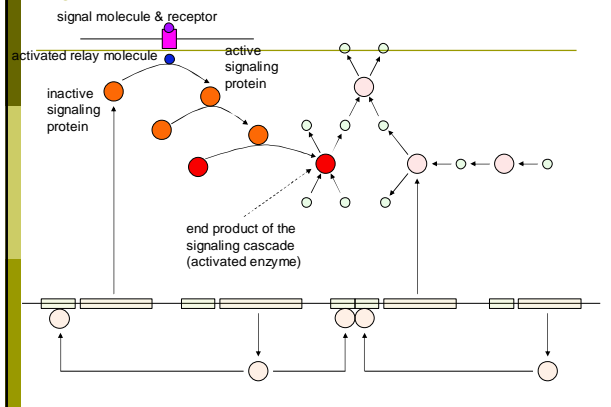 signal molecule & receptor
activated relay molecule
active
signaling
protein
inactive
signaling
protein
end product of the
signaling cascade
(activated enzyme)